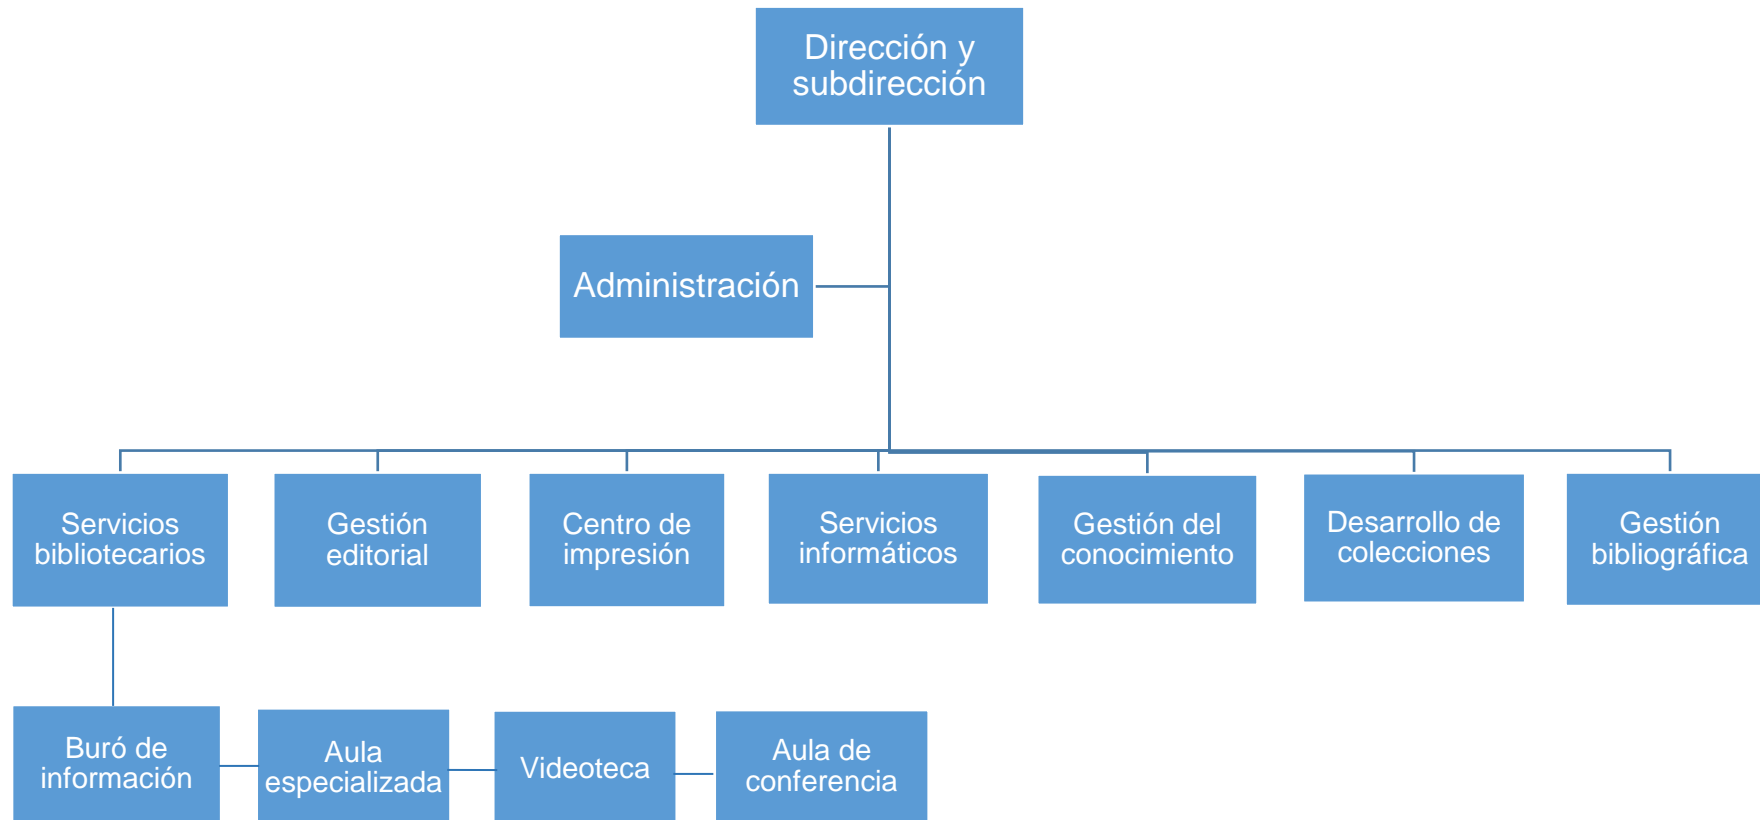 Dirección y
subdirección
Administración
Servicios
bibliotecarios
Gestión
editorial
Centro de
impresión
Servicios
informáticos
Gestión del
conocimiento
Desarrollo de
colecciones
Gestión
bibliográfica
Buró de
información
Aula
especializada
Videoteca
Aula de
conferencia